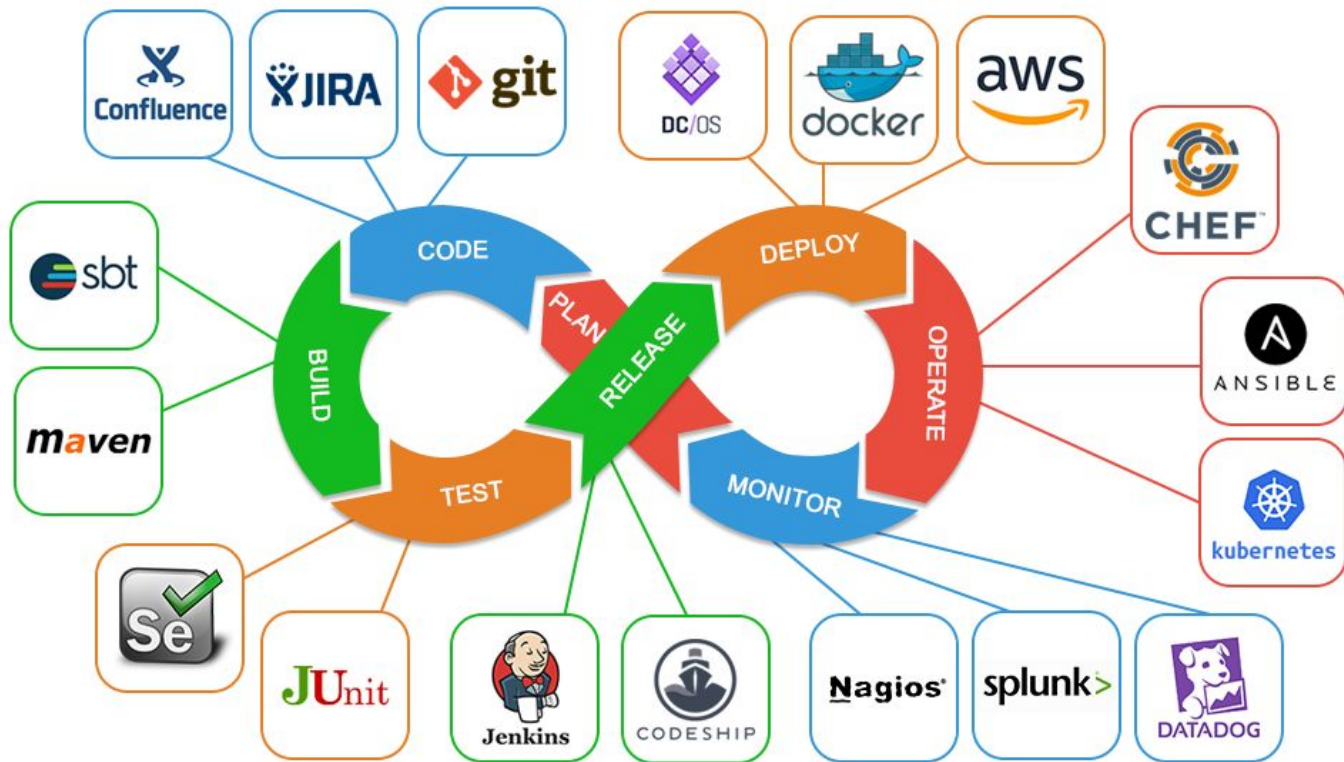 Confluence
JIRA
git
DC/OS
docker
aws
CHEF™
sbt
CODE
DEPLOY
PLAN
RELEASE
BUILD
OPERATE
ANSIBLE
maven
TEST
MONITOR
kubernetes
Se
JUnit
Jenkins
CODESHIP
Nagios®
splunk>
DATADOG